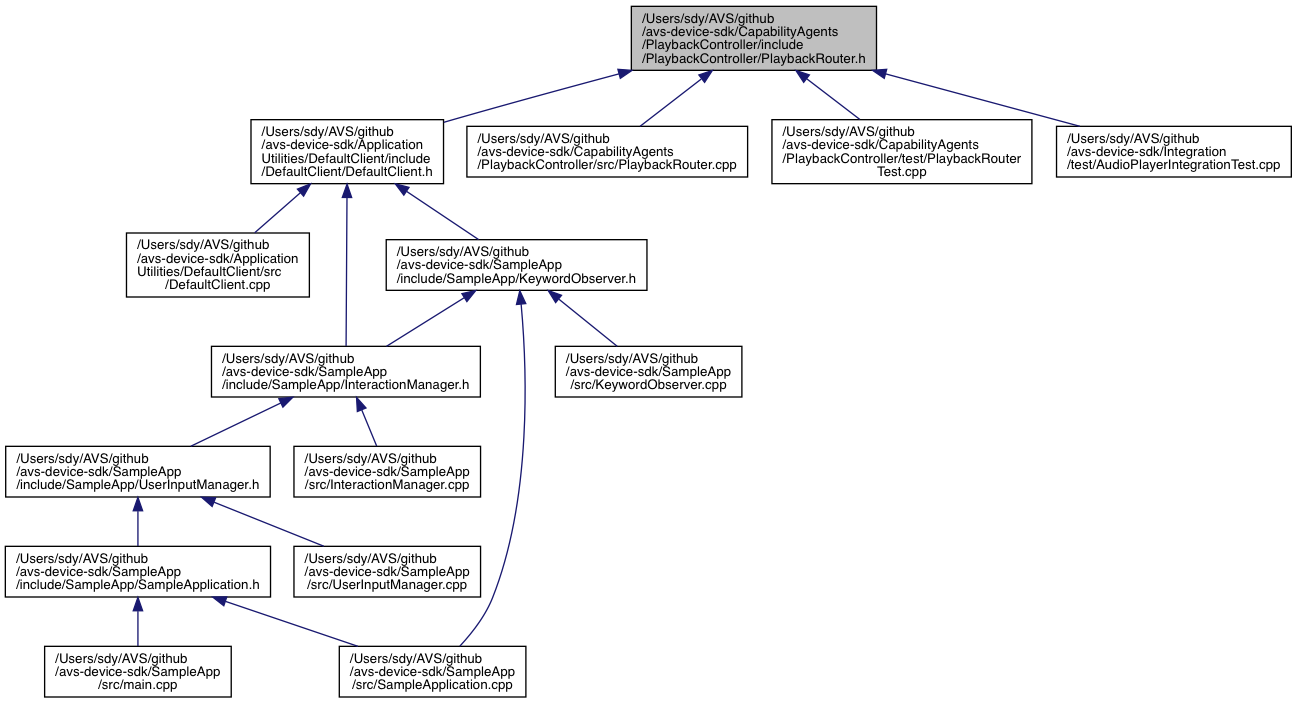 /Users/sdy/AVS/github
/avs-device-sdk/CapabilityAgents
/PlaybackController/include
/PlaybackController/PlaybackRouter.h
/Users/sdy/AVS/github
/avs-device-sdk/Application
Utilities/DefaultClient/include
/DefaultClient/DefaultClient.h
/Users/sdy/AVS/github
/avs-device-sdk/CapabilityAgents
/PlaybackController/src/PlaybackRouter.cpp
/Users/sdy/AVS/github
/avs-device-sdk/CapabilityAgents
/PlaybackController/test/PlaybackRouter
Test.cpp
/Users/sdy/AVS/github
/avs-device-sdk/Integration
/test/AudioPlayerIntegrationTest.cpp
/Users/sdy/AVS/github
/avs-device-sdk/Application
Utilities/DefaultClient/src
/DefaultClient.cpp
/Users/sdy/AVS/github
/avs-device-sdk/SampleApp
/include/SampleApp/KeywordObserver.h
/Users/sdy/AVS/github
/avs-device-sdk/SampleApp
/include/SampleApp/InteractionManager.h
/Users/sdy/AVS/github
/avs-device-sdk/SampleApp
/src/KeywordObserver.cpp
/Users/sdy/AVS/github
/avs-device-sdk/SampleApp
/include/SampleApp/UserInputManager.h
/Users/sdy/AVS/github
/avs-device-sdk/SampleApp
/src/InteractionManager.cpp
/Users/sdy/AVS/github
/avs-device-sdk/SampleApp
/include/SampleApp/SampleApplication.h
/Users/sdy/AVS/github
/avs-device-sdk/SampleApp
/src/UserInputManager.cpp
/Users/sdy/AVS/github
/avs-device-sdk/SampleApp
/src/main.cpp
/Users/sdy/AVS/github
/avs-device-sdk/SampleApp
/src/SampleApplication.cpp